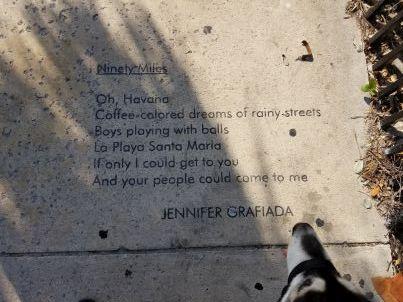 Ninety Miles
Oh, Havana
Coffee-colored dreams of rainy streets
Boys playing with balls
La Playa Santa Maria
If only I could get to you
And your people could come to me
JENNIFER GRAFIADA